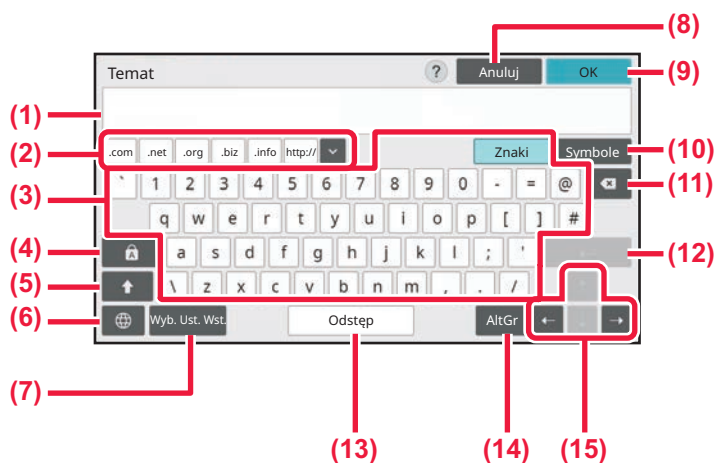 (8)
Temat ? Anuluj OK (9)
(1)
(2) .com .net .org .biz .info http:// Znaki Symbole (10)
(3) ` 1 2 3 4 5 6 7 8 9 0 - = @ (11)
q w e r t y u i o p [ ] #
(4) A a s d f g h j k l ; ' (12)
(5) \ z x c v b n m , . /
(6) Wyb. Ust. Wst. Odstęp AltGr ← ↓ →
(7)
(13) (14) (15)